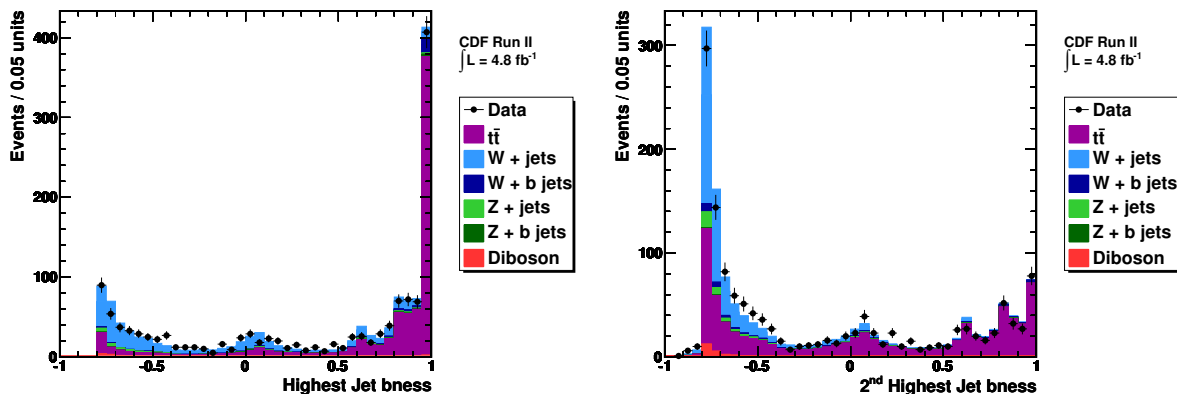 Events / 0.05 units
400
300
200
100
0
-1
-0.5
0
0.5
1
Highest Jet bness
CDF Run II
∫L = 4.8 fb⁻¹
Data
tt̄
W + jets
W + b jets
Z + jets
Z + b jets
Diboson
Events / 0.05 units
300
200
100
0
-1
-0.5
0
0.5
1
2ⁿᵈ Highest Jet bness
CDF Run II
∫L = 4.8 fb⁻¹
Data
tt̄
W + jets
W + b jets
Z + jets
Z + b jets
Diboson